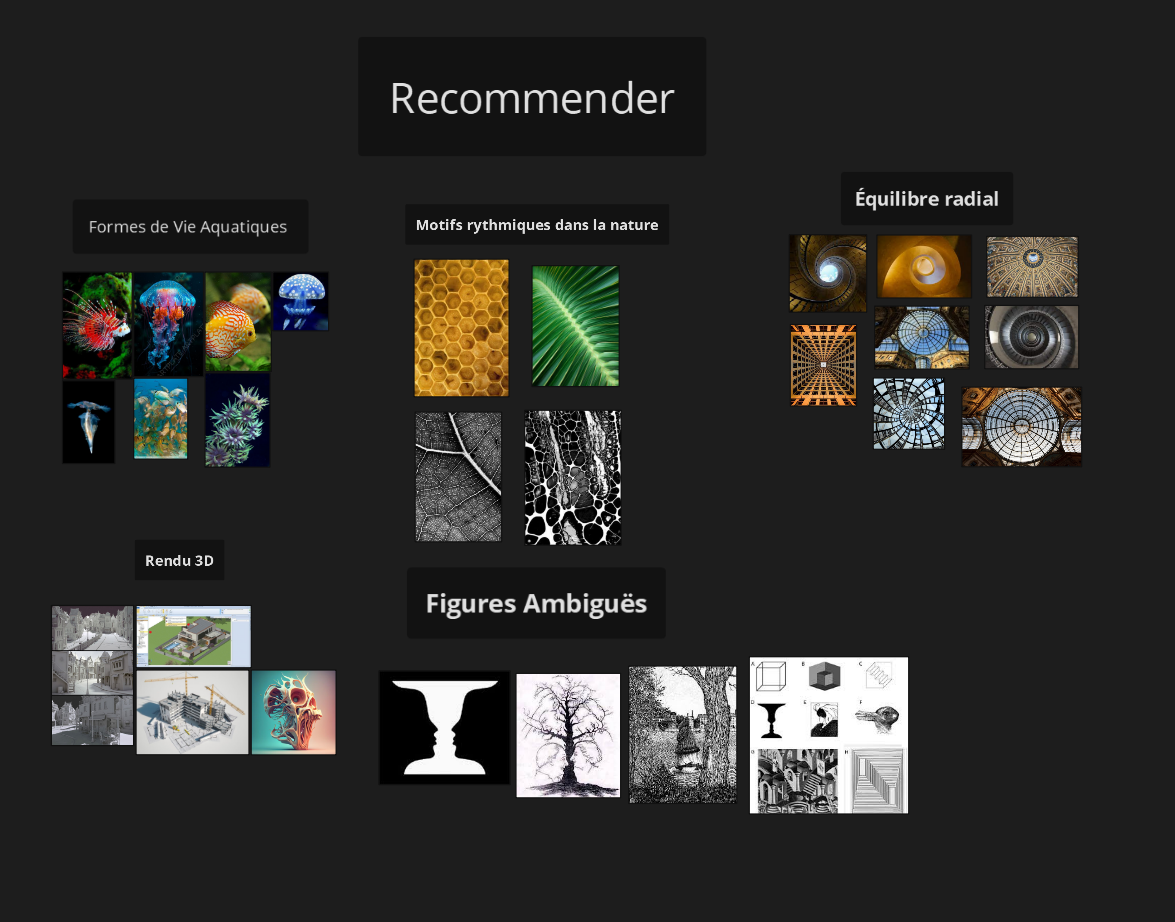 Recommender
Équilibre radial
Formes de Vie Aquatiques
Motifs rythmiques dans la nature
Rendu 3D
Figures Ambiguës
A
B
C
D
E
F
G
H